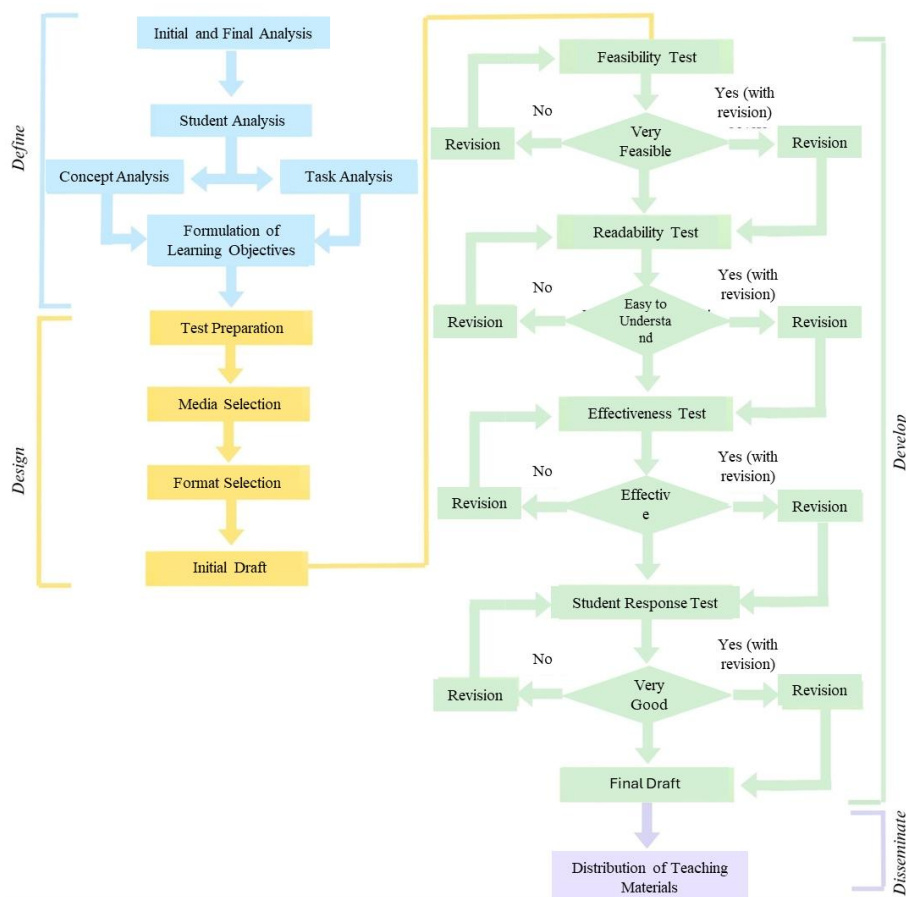 Define
Initial and Final Analysis
Student Analysis
Concept Analysis
Task Analysis
Formulation of
Learning Objectives
Design
Test Preparation
Media Selection
Format Selection
Initial Draft
Develop
Feasibility Test
No
Yes (with
revision)
Revision
Very
Feasible
Revision
Readability Test
No
Yes (with
revision)
Revision
Easy to
Understa
nd
Revision
Effectiveness Test
No
Yes (with
revision)
Revision
Effectiv
e
Revision
Student Response Test
No
Yes (with
revision)
Revision
Very
Good
Revision
Final Draft
Disseminate
Distribution of Teaching
Materials